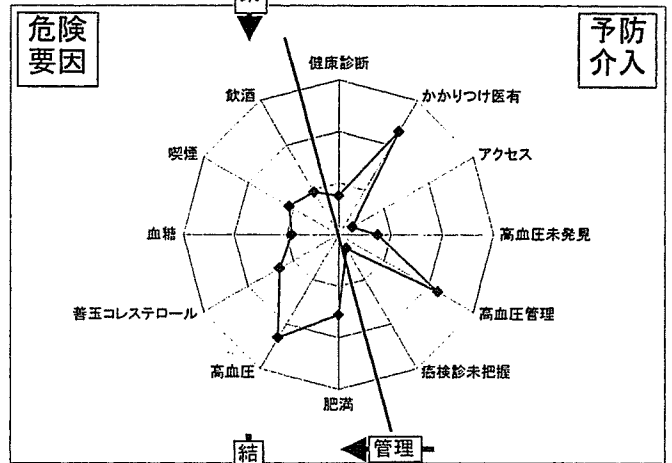 危険
要因
予防
介入
健康診断
かかりつけ医有
アクセス
高血圧未発見
高血圧管理
癌検診未把握
肥満
高血圧
善玉コレステロール
血糖
喫煙
飲酒
結
管理